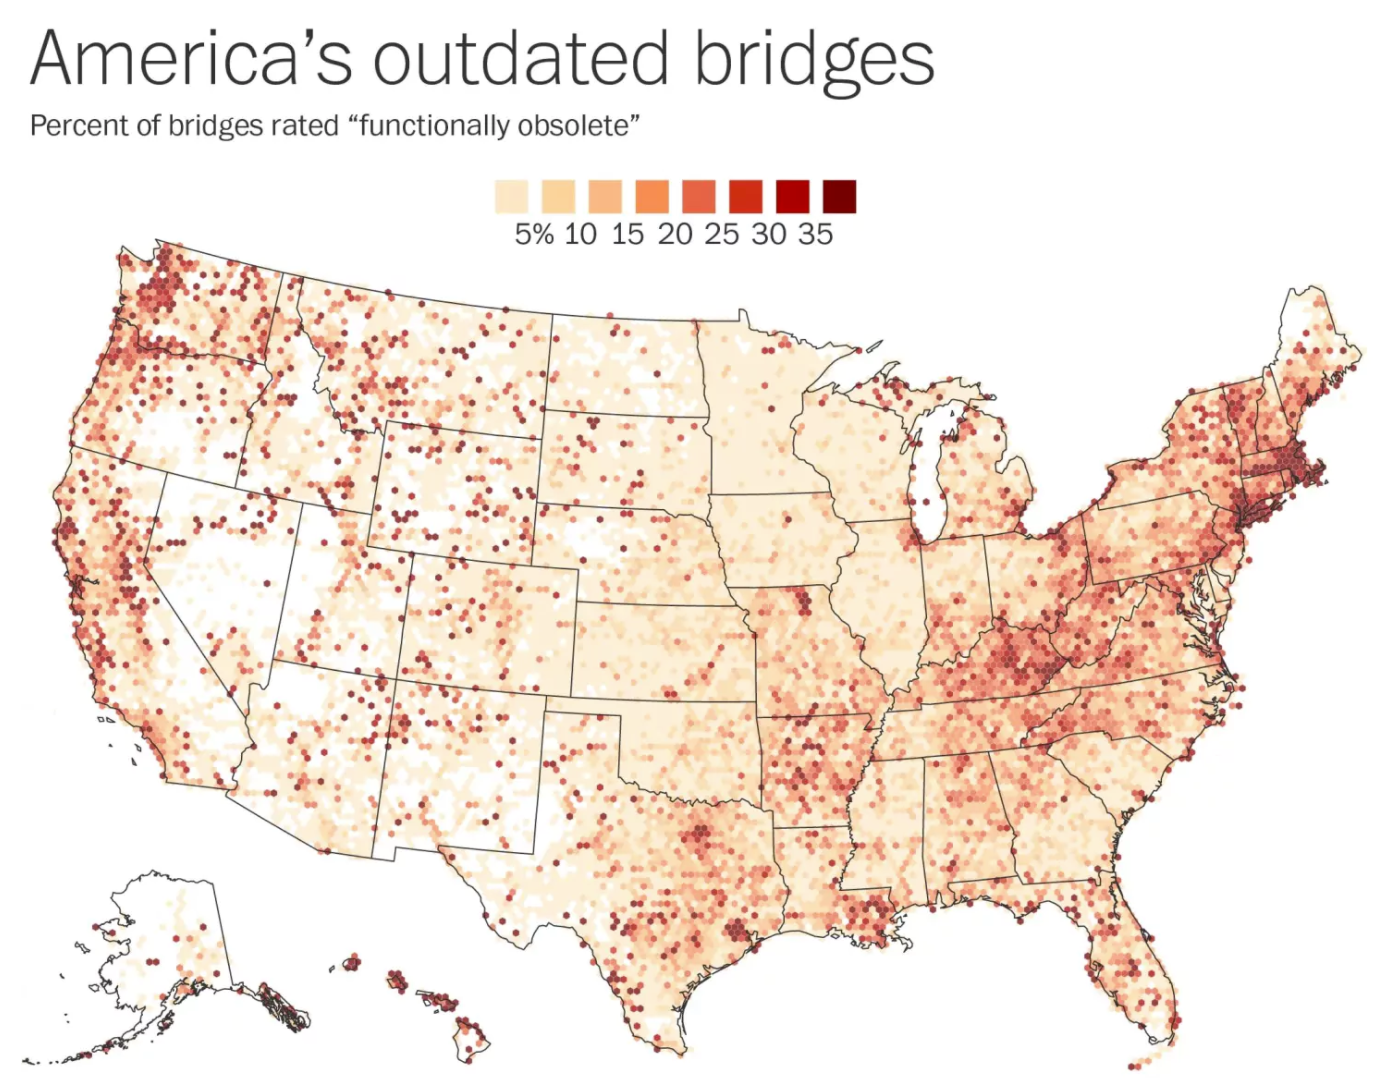 America’s outdated bridges
Percent of bridges rated “functionally obsolete”
5% 10 15 20 25 30 35